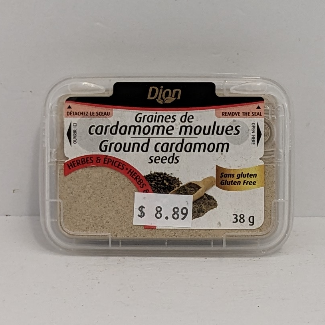 Dion
DÉTACHEZ LE SCEAU
REMOVE THE SEAL
Graines de
cardamome moulues
Ground cardamom
seeds
HERBES & ÉPICES HERBS
Sans gluten
Gluten Free
$ 8.89
38 g